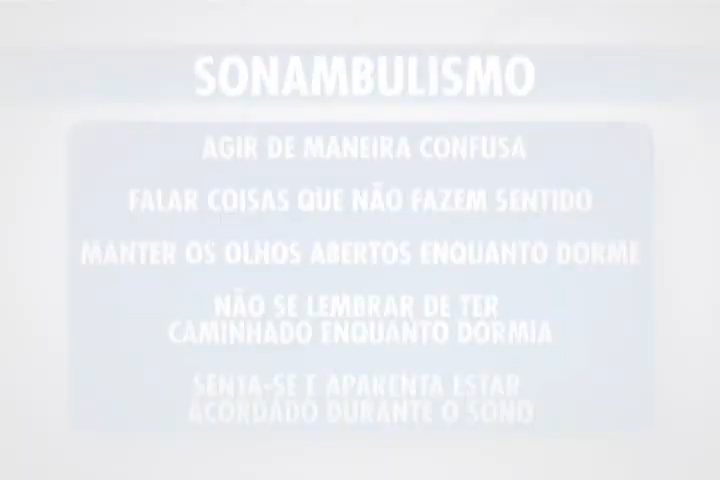 SONAMBULISMO
AGIR DE MANEIRA CONFUSA
FALAR COISAS QUE NÃO FAZEM SENTIDO
MANTER OS OLHOS ABERTOS ENQUANTO DORME
NÃO SE LEMBRAR DE TER
CAMINHADO ENQUANTO DORMIA
SENTA-SE E APARENTA ESTAR
ACORDADO DURANTE O SONO